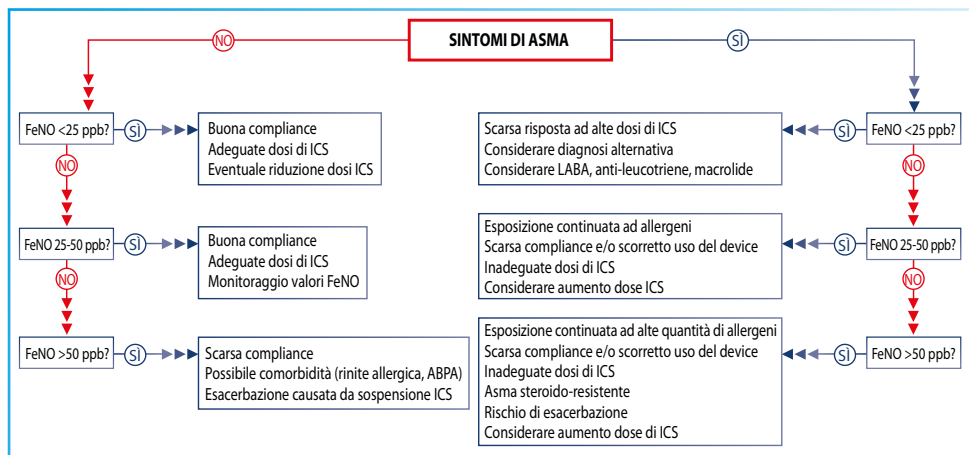 SINTOMI DI ASMA
NO
SÌ
FeNO <25 ppb?
SÌ
Buona compliance
Adeguate dosi di ICS
Eventuale riduzione dosi ICS
NO
FeNO 25-50 ppb?
SÌ
Buona compliance
Adeguate dosi di ICS
Monitoraggio valori FeNO
NO
FeNO >50 ppb?
SÌ
Scarsa compliance
Possibile comorbidità (rinite allergica, ABPA)
Esacerbazione causata da sospensione ICS
Scarsa risposta ad alte dosi di ICS
Considerare diagnosi alternativa
Considerare LABA, anti-leucotriene, macrolide
SÌ
FeNO <25 ppb?
NO
Esposizione continuata ad allergeni
Scarsa compliance e/o scorretto uso del device
Inadeguate dosi di ICS
Considerare aumento dose ICS
SÌ
FeNO 25-50 ppb?
NO
Esposizione continuata ad alte quantità di allergeni
Scarsa compliance e/o scorretto uso del device
Inadeguate dosi di ICS
Asma steroido-resistente
Rischio di esacerbazione
Considerare aumento dose di ICS
SÌ
FeNO >50 ppb?